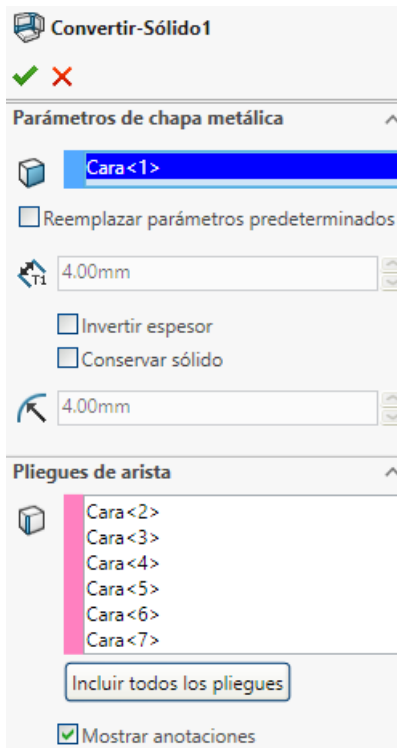 Convertir-Sólido1
Parámetros de chapa metálica
Cara<1>
Reemplazar parámetros predeterminados
T1
4.00mm
Invertir espesor
Conservar sólido
4.00mm
Pliegues de arista
Cara<2>
Cara<3>
Cara<4>
Cara<5>
Cara<6>
Cara<7>
Incluir todos los pliegues
Mostrar anotaciones